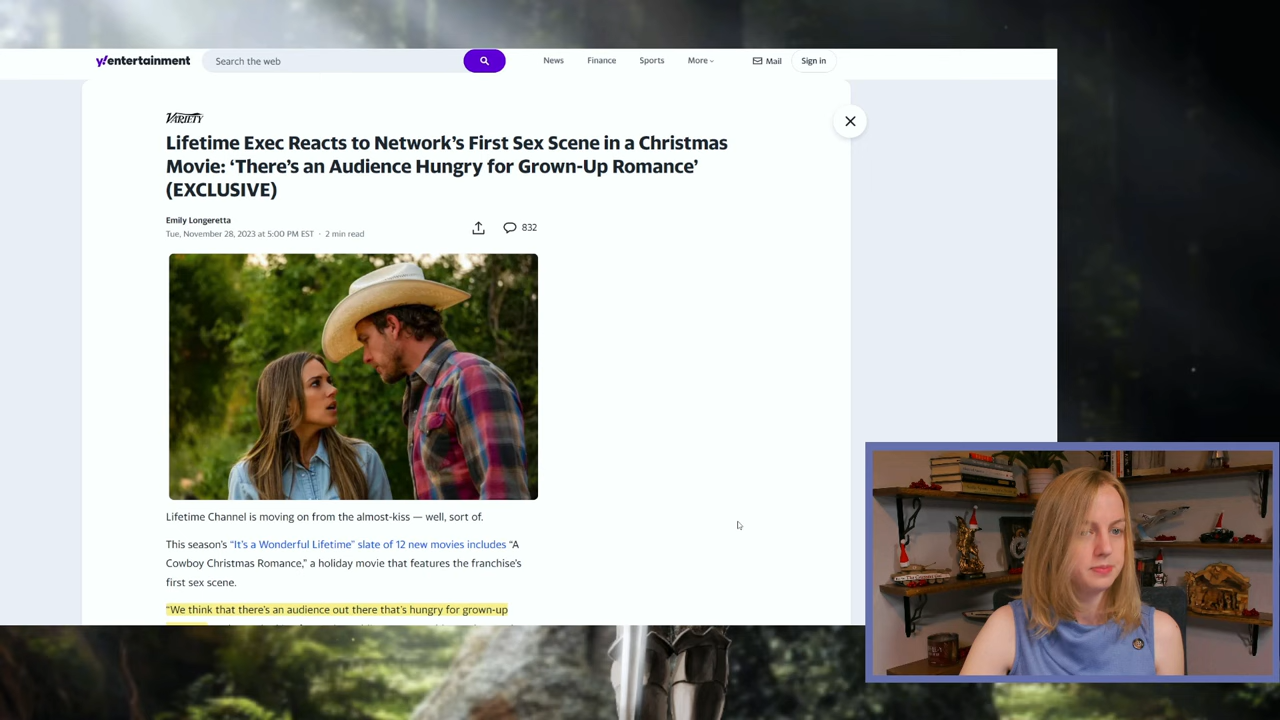 y!entertainment
Search the web
News
Finance
Sports
More
Mail
Sign in
VARIETY
Lifetime Exec Reacts to Network's First Sex Scene in a Christmas
Movie: 'There's an Audience Hungry for Grown-Up Romance'
(EXCLUSIVE)
Emily Longeretta
Tue, November 28, 2023 at 5:00 PM EST · 2 min read
832
Lifetime Channel is moving on from the almost-kiss — well, sort of.
This season's "It's a Wonderful Lifetime" slate of 12 new movies includes "A
Cowboy Christmas Romance," a holiday movie that features the franchise's
first sex scene.
"We think that there's an audience out there that's hungry for grown-up